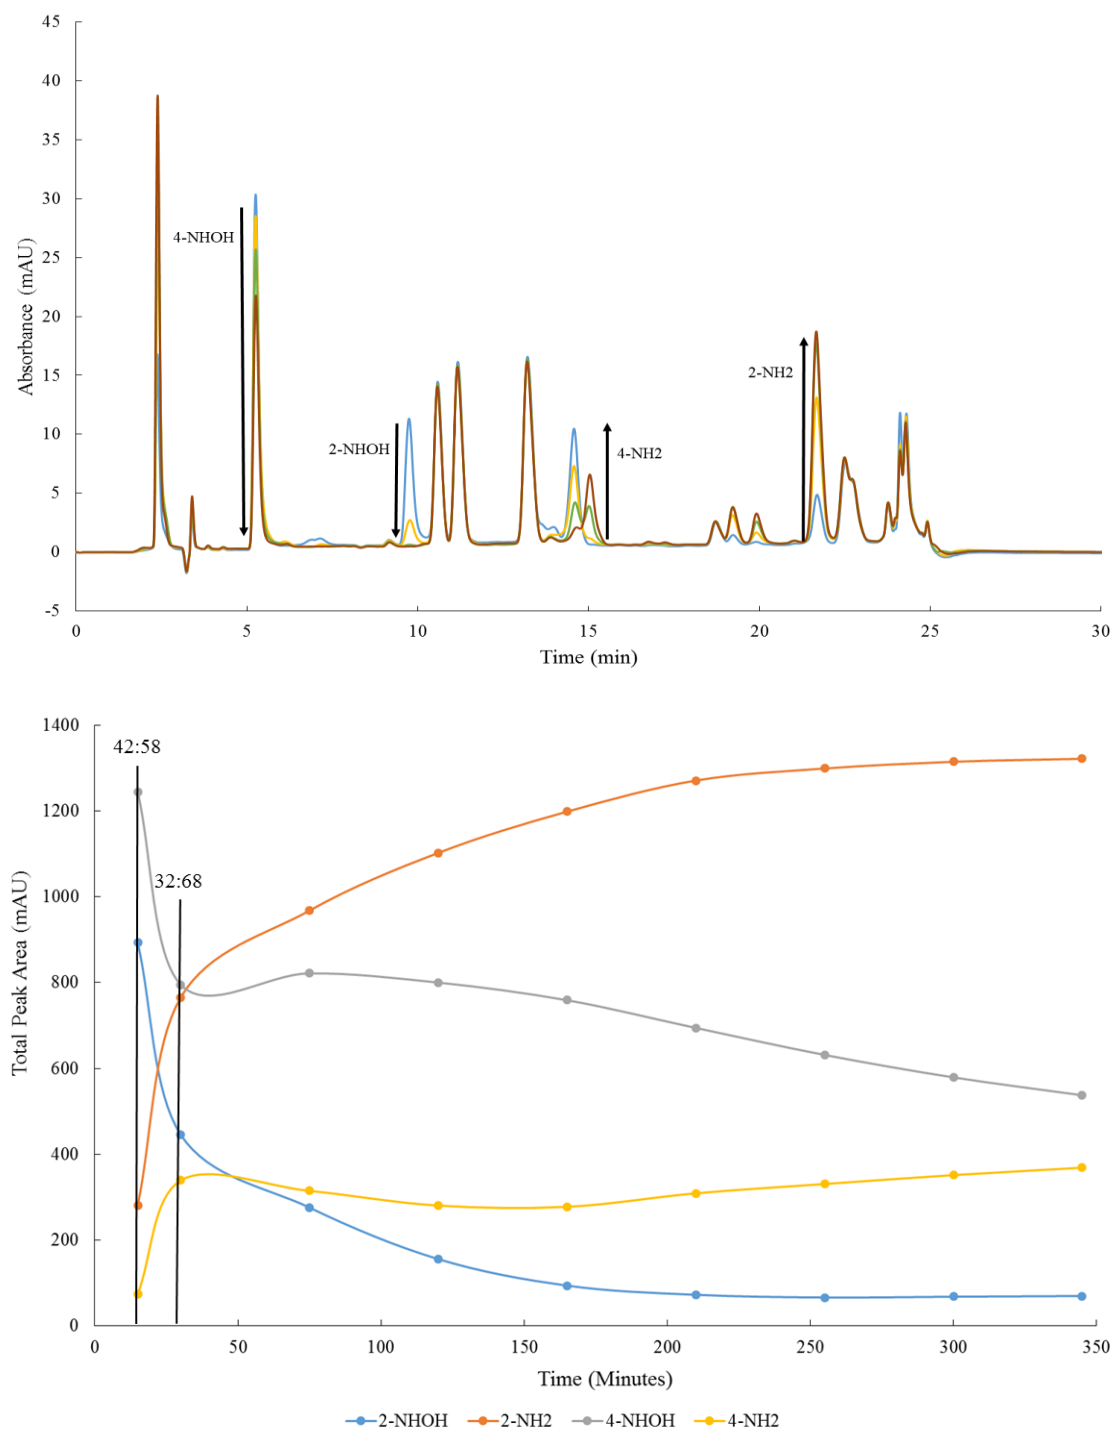 45
40
35
30
25
20
15
10
5
0
-5
Absorbance (mAU)
4-NHOH
2-NHOH
4-NH2
2-NH2
0 5 10 15 20 25 30
Time (min)
1400
1200
1000
800
600
400
200
0
Total Peak Area (mAU)
42:58
32:68
0 50 100 150 200 250 300 350
Time (Minutes)
2-NHOH 2-NH2 4-NHOH 4-NH2